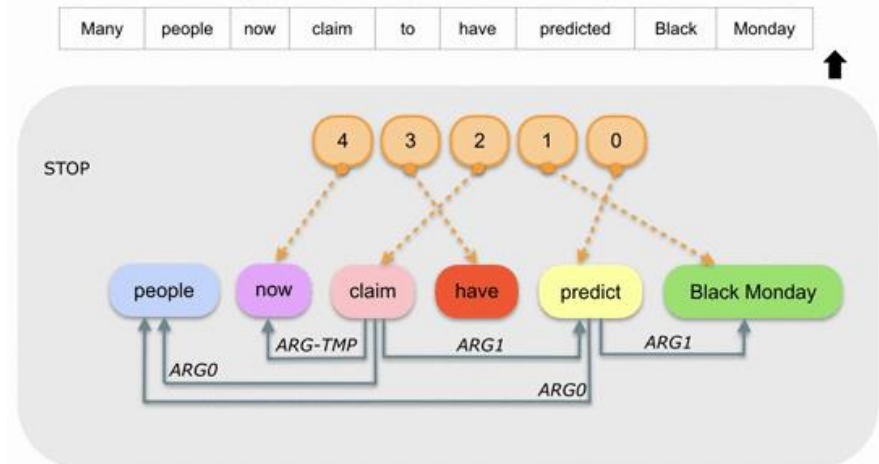 Many people now claim to have predicted Black Monday
4 3 2 1 0
STOP
people now claim have predict Black Monday
ARG-TMP ARG1 ARG1
ARG0
ARG0